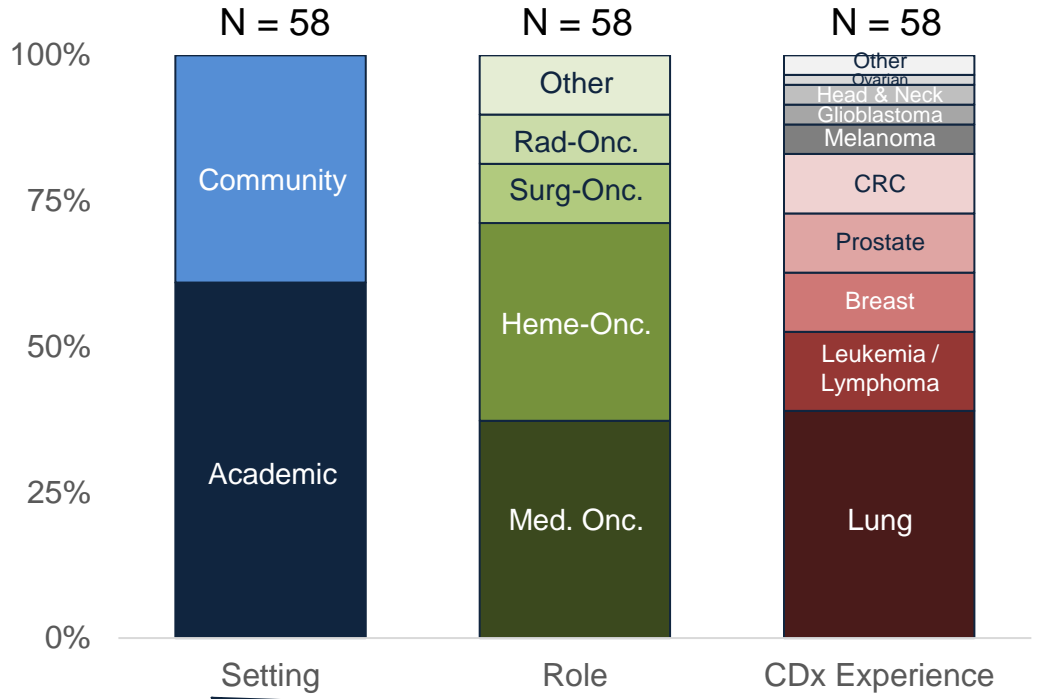 N = 58
N = 58
N = 58
100%
75%
50%
25%
0%
Community
Academic
Other
Rad-Onc.
Surg-Onc.
Heme-Onc.
Med. Onc.
Other
Ovarian
Head & Neck
Glioblastoma
Melanoma
CRC
Prostate
Breast
Leukemia /
Lymphoma
Lung
Setting
Role
CDx Experience